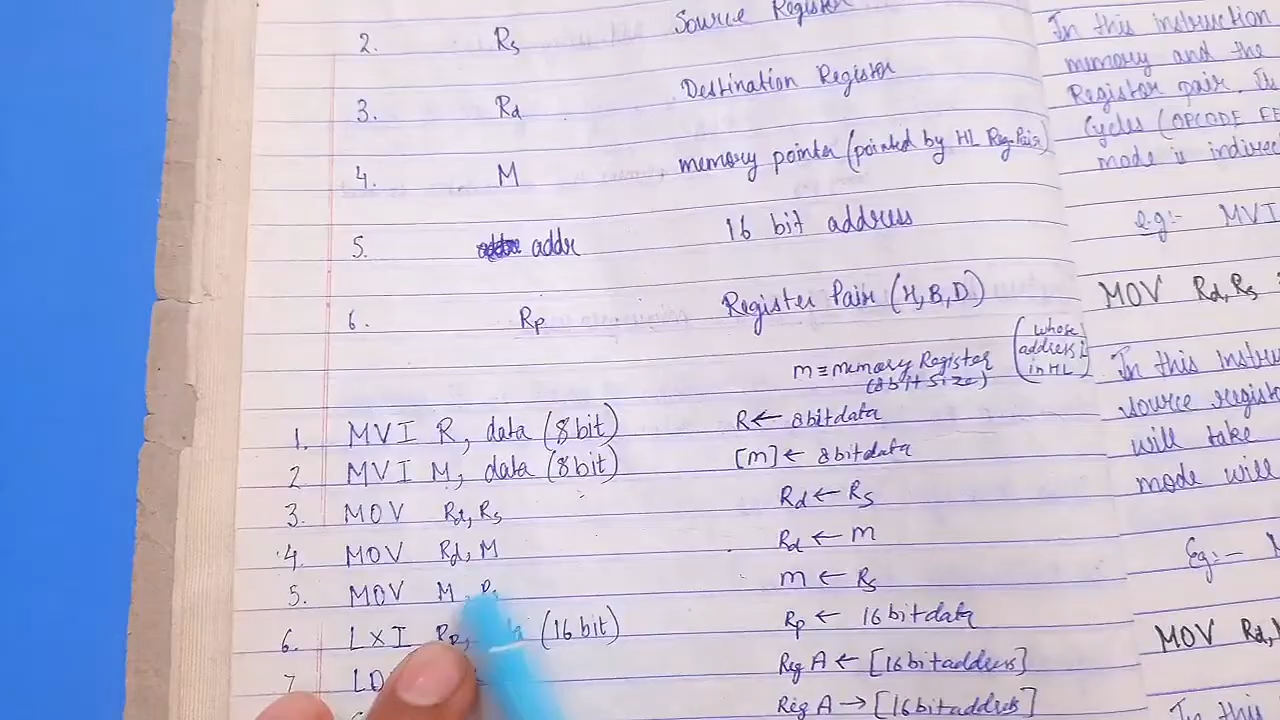 2. Rs Source Register
3. Rd Destination Register
4. M memory pointer (pointed by HL Reg-Pair)
5. addr 16 bit address
6. Rp Register Pair (H,B,D.)
m ≡ memory Register (whose address is in HL)
(8 bit size)
1. MVI R, data (8 bit) R ← 8 bit data
2 MVI M, data (8 bit) [m] ← 8 bit data
3. MOV Rd, Rs Rd ← Rs
4. MOV Rd, M Rd ← m
5. MOV M, m ← Rs
6. LXI Rp, (16 bit) Rp ← 16 bit data
7 Reg A ← [16 bit address]
Reg A → [16 bit address]
In this instruction
memory and the
Register pair.
Cycles (OPCODE
mode is
e.g:- MVI
MOV Rd, Rs
In this
source
will take
mode will
Eg:-
MOV Rd,
In this